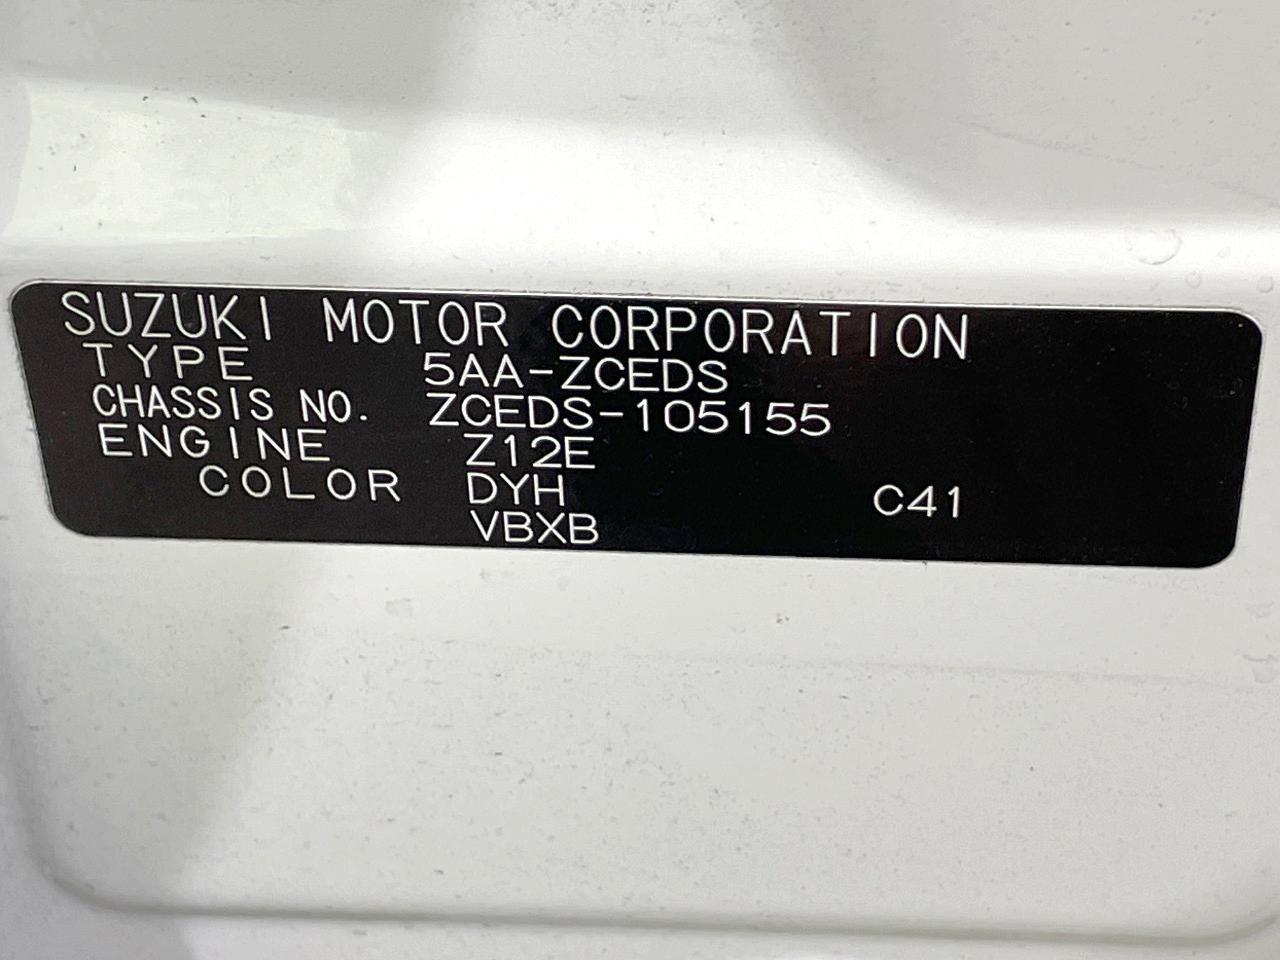 SUZUKI MOTOR CORPORATION
TYPE 5AA-ZCEDS
CHASSIS NO. ZCEDS-105155
ENGINE Z12E
COLOR DYH C41
VBXB